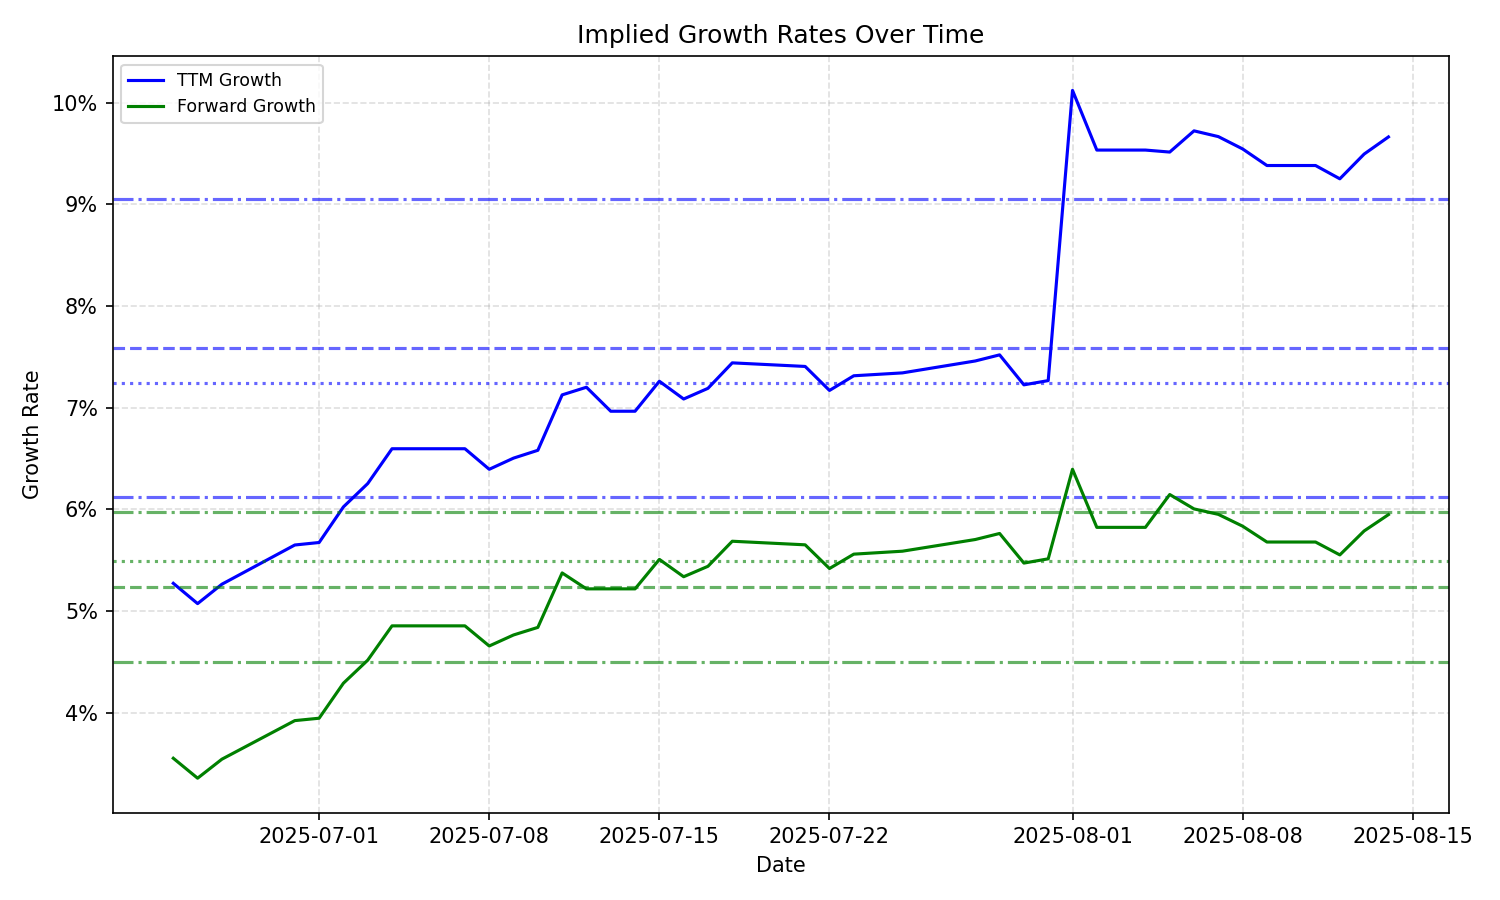 Implied Growth Rates Over Time
TTM Growth
Forward Growth
10%
9%
8%
7%
6%
5%
4%
Growth Rate
2025-07-01 2025-07-08 2025-07-15 2025-07-22 2025-08-01 2025-08-08 2025-08-15
Date